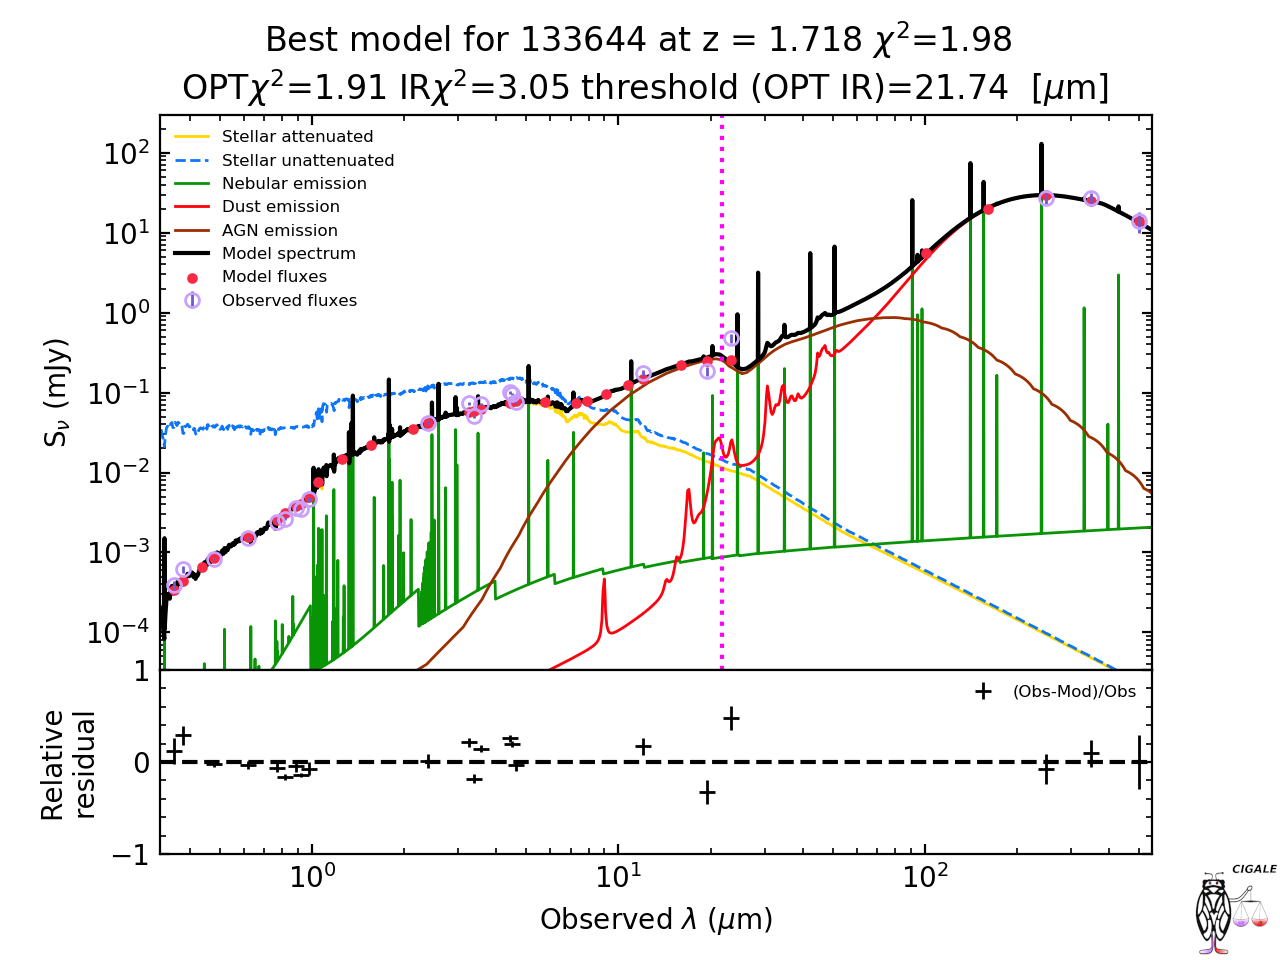 Best model for 133644 at z = 1.718 χ²=1.98
OPTχ²=1.91 IRχ²=3.05 threshold (OPT IR)=21.74 [μm]
Stellar attenuated
Stellar unattenuated
Nebular emission
Dust emission
AGN emission
Model spectrum
Model fluxes
Observed fluxes
S_ν (mJy)
10²
10¹
10⁰
10⁻¹
10⁻²
10⁻³
10⁻⁴
(Obs-Mod)/Obs
Relative
residual
1
0
−1
10⁰ 10¹ 10²
Observed λ (μm)
CIGALE